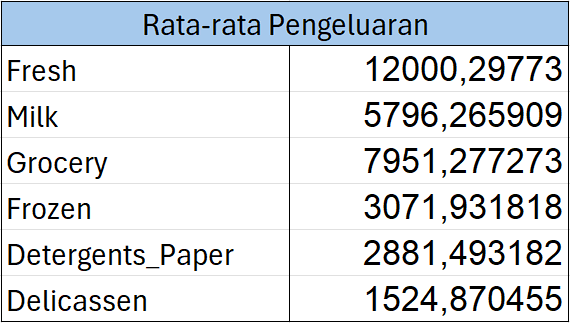 Rata-rata Pengeluaran
Fresh 12000,29773
Milk 5796,265909
Grocery 7951,277273
Frozen 3071,931818
Detergents_Paper 2881,493182
Delicassen 1524,870455